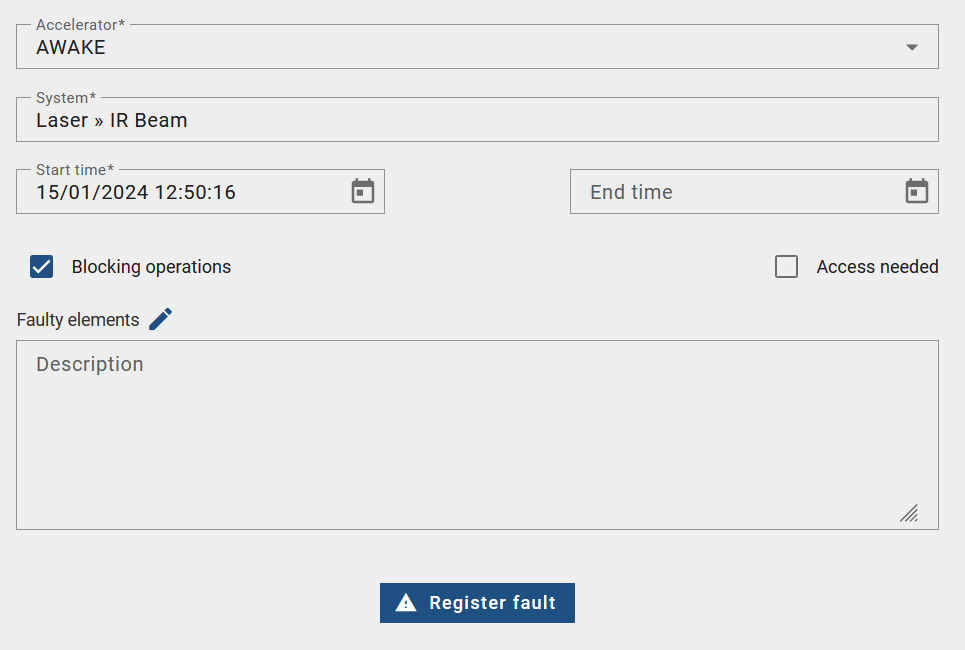 Accelerator*
AWAKE
System*
Laser » IR Beam
Start time*
15/01/2024 12:50:16
End time
Blocking operations
Access needed
Faulty elements
Description
Register fault